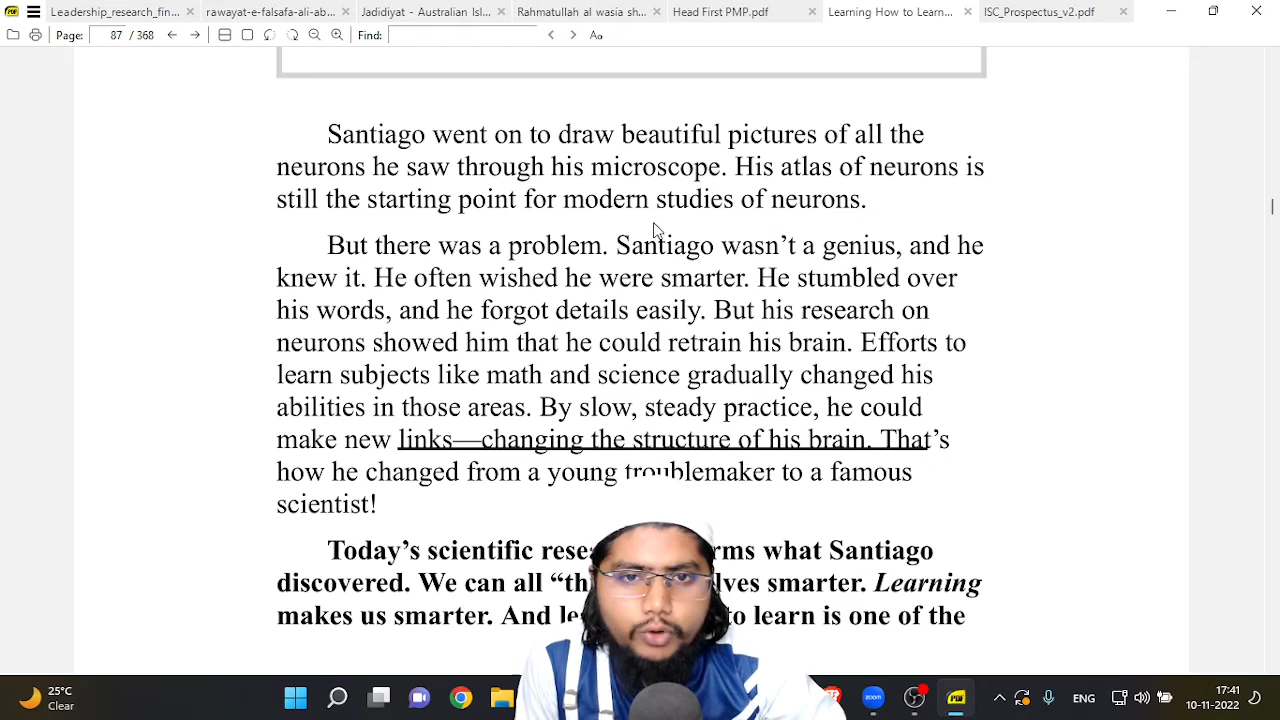 Leadership_research_fin...
rawayat-e-falsafa-i-ab...
Jadidiyat - Australian Isl...
Rahmatullah al wasia sh...
Head First PMP.pdf
Learning How to Learn...
ISC_Prospectus_v2.pdf
Page: 87 / 368 Find: Aa
Santiago went on to draw beautiful pictures of all the
neurons he saw through his microscope. His atlas of neurons is
still the starting point for modern studies of neurons.
But there was a problem. Santiago wasn’t a genius, and he
knew it. He often wished he were smarter. He stumbled over
his words, and he forgot details easily. But his research on
neurons showed him that he could retrain his brain. Efforts to
learn subjects like math and science gradually changed his
abilities in those areas. By slow, steady practice, he could
make new links—changing the structure of his brain. That’s
how he changed from a young troublemaker to a famous
scientist!
Today’s scientific rese rms what Santiago
discovered. We can all “th lves smarter. Learning
makes us smarter. And le to learn is one of the
25°C
Clear
zoom
PDF
ENG
17:41
10-11-2022